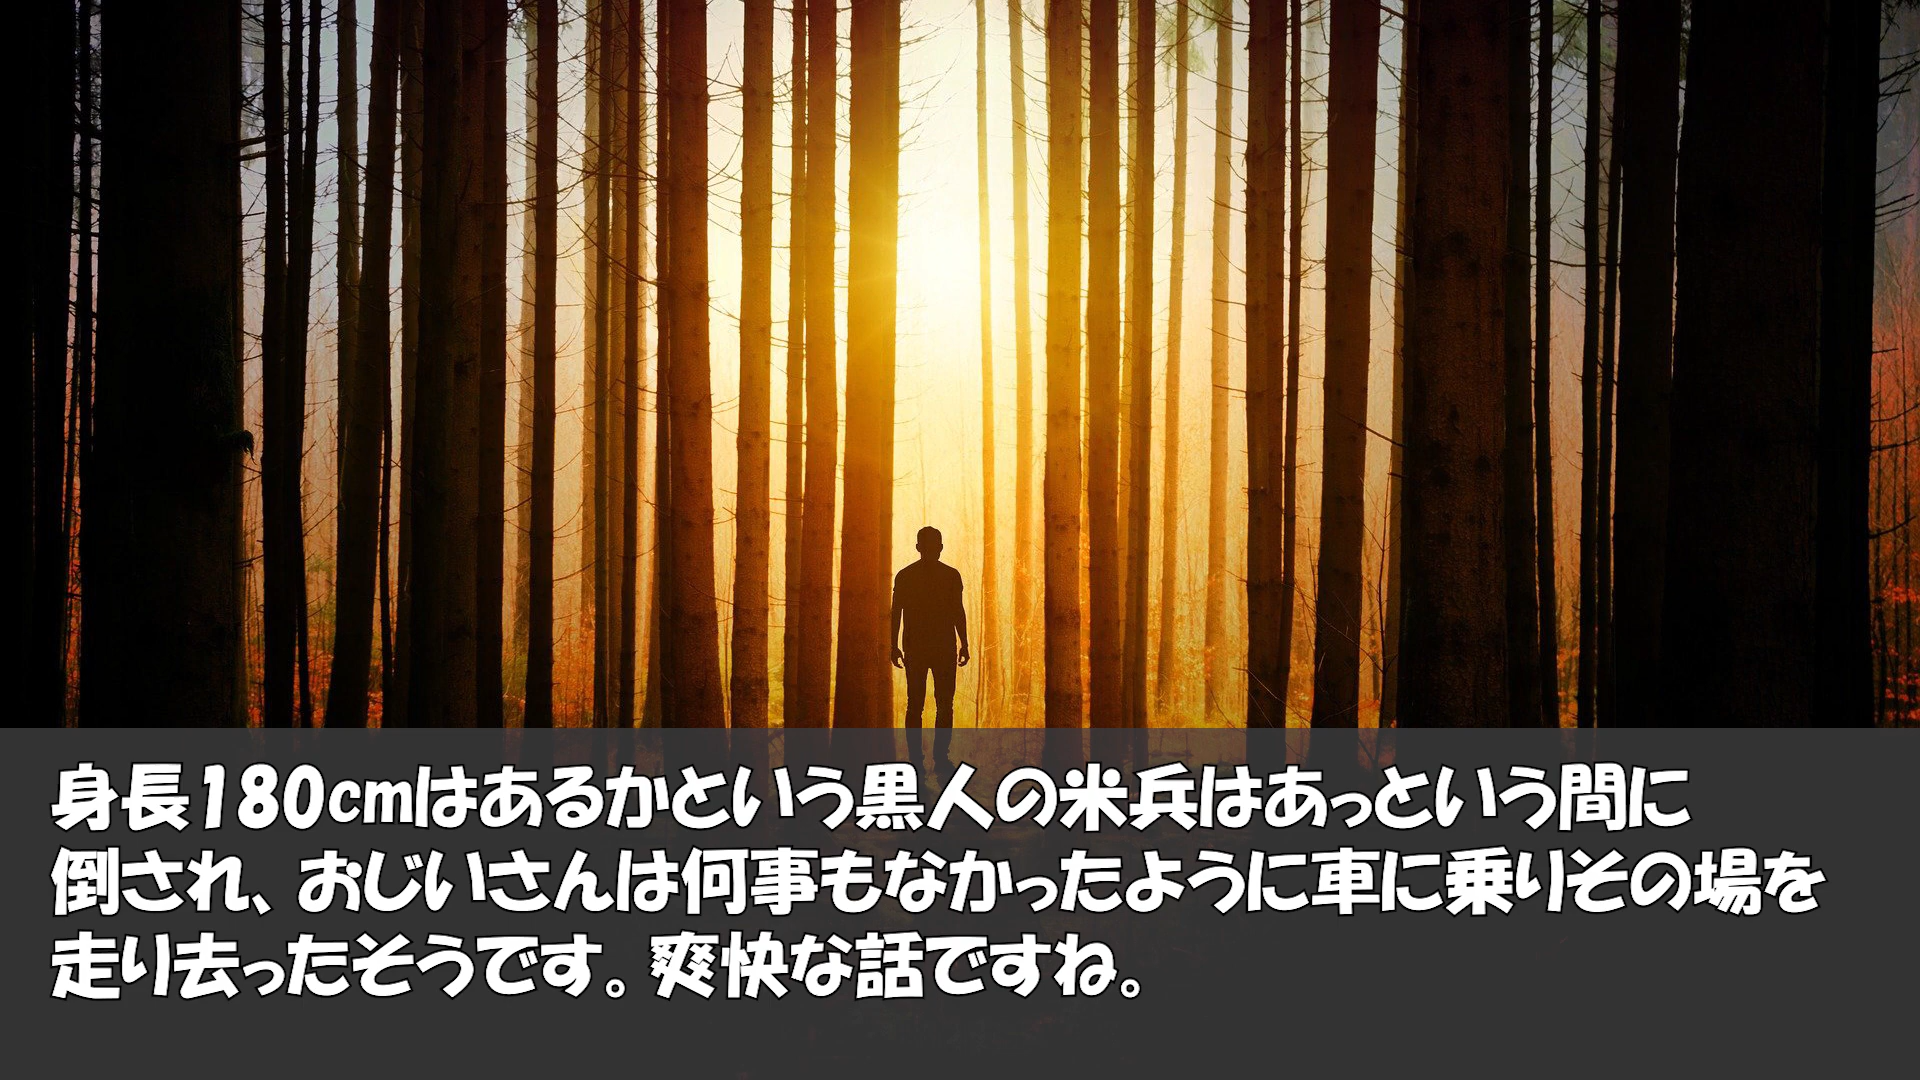 身長180cmはあるかという黒人の米兵はあっという間に
倒され、おじいさんは何事もなかったように車に乗りその場を
走り去ったそうです。爽快な話ですね。